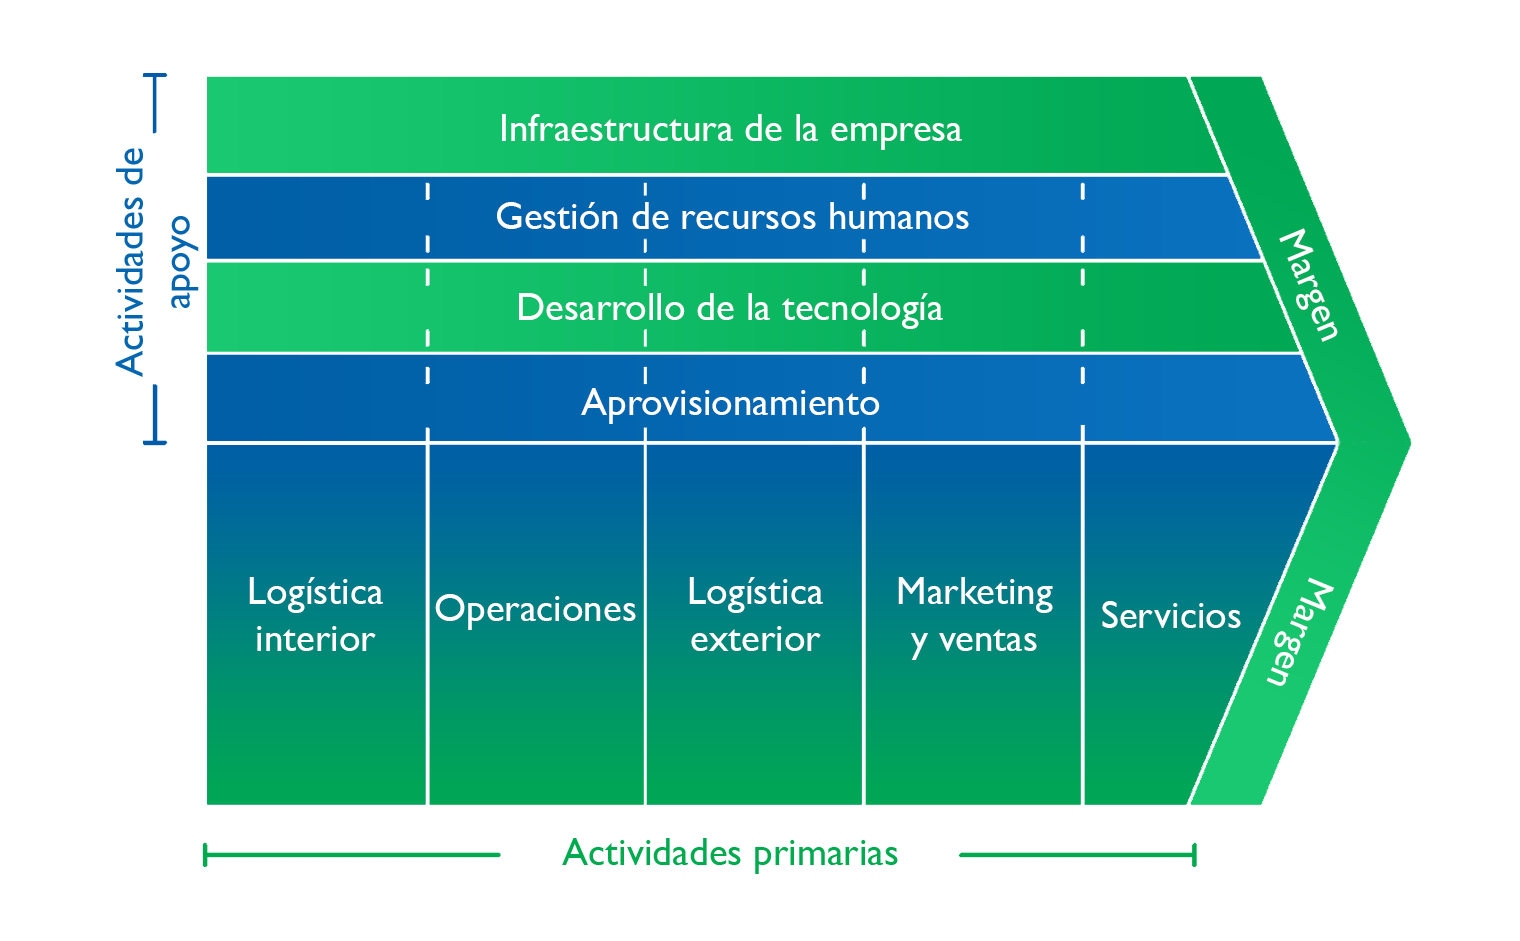 Actividades de
apoyo
Infraestructura de la empresa
Gestión de recursos humanos
Desarrollo de la tecnología
Aprovisionamiento
Margen
Logística
interior
Operaciones
Logística
exterior
Marketing
y ventas
Servicios
Margen
Actividades primarias